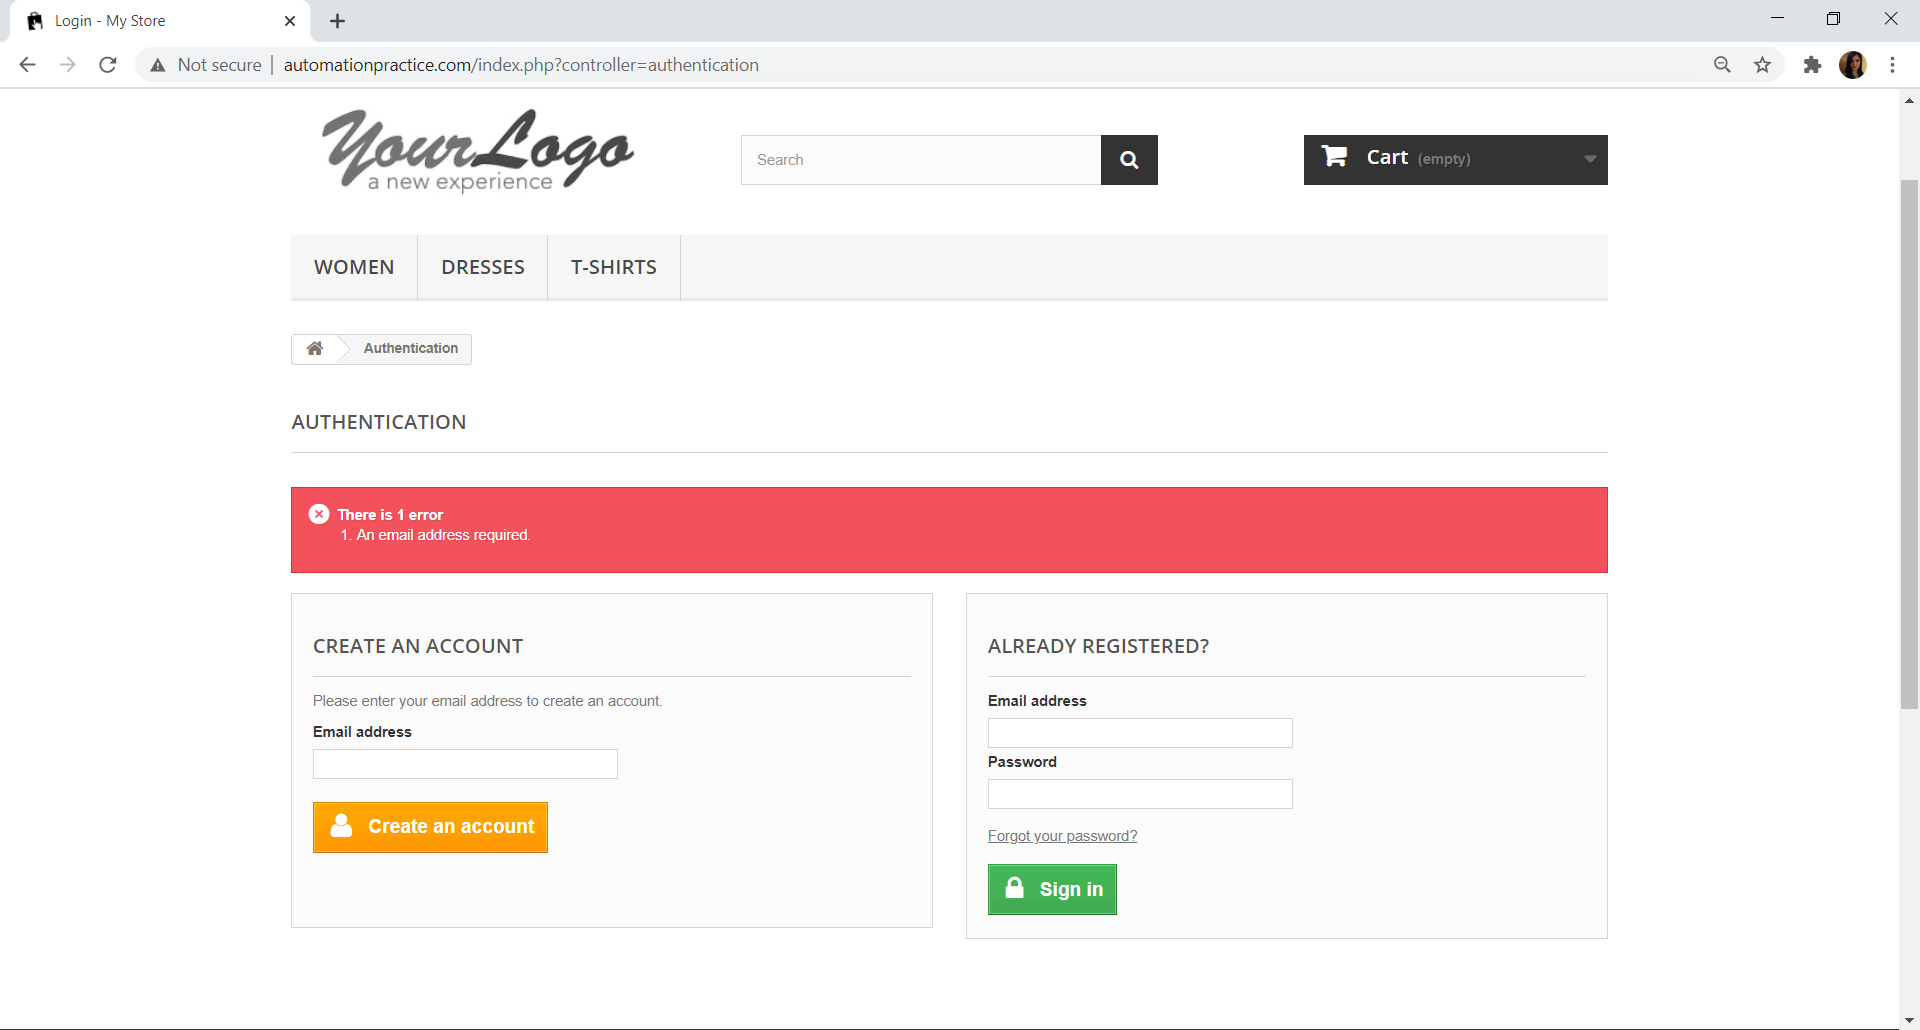 Login - My Store
Not secure automationpractice.com/index.php?controller=authentication
YourLogo
a new experience
Search
Cart (empty)
WOMEN DRESSES T-SHIRTS
Authentication
AUTHENTICATION
There is 1 error
1. An email address required.
CREATE AN ACCOUNT
Please enter your email address to create an account.
Email address
Create an account
ALREADY REGISTERED?
Email address
Password
Forgot your password?
Sign in